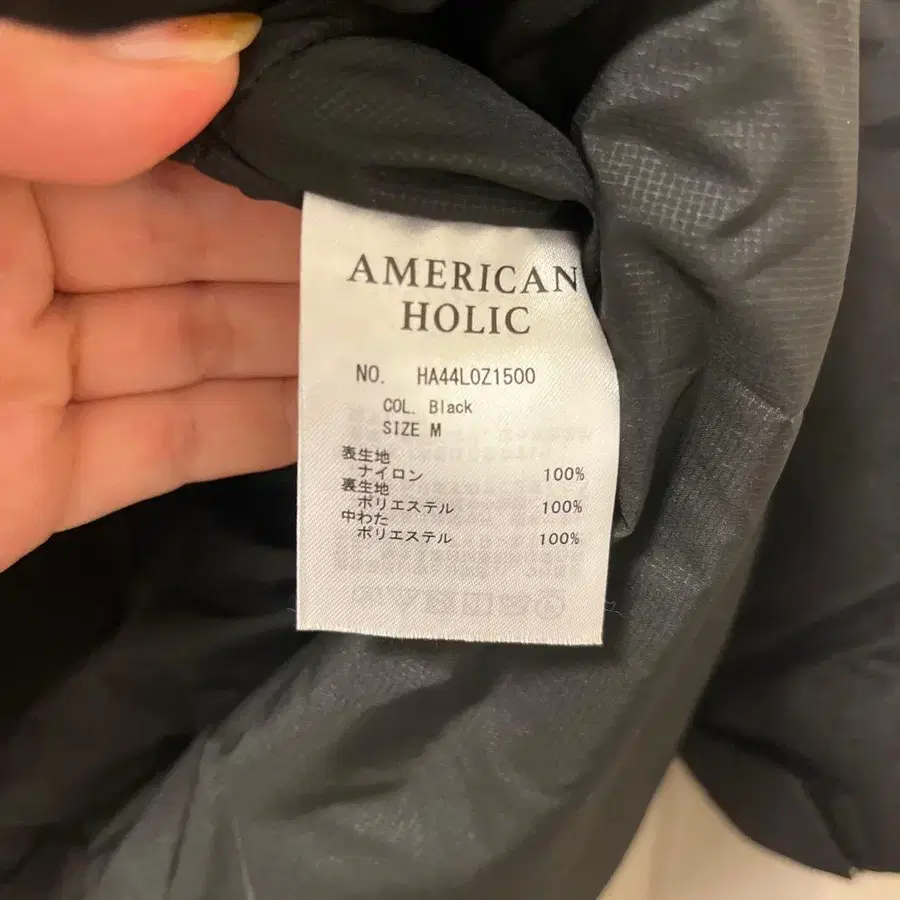 AMERICAN
HOLIC
NO. HA44L0Z1500
COL. Black
SIZE M
表生地
ナイロン 100%
裏生地
ポリエステル 100%
中わた
ポリエステル 100%